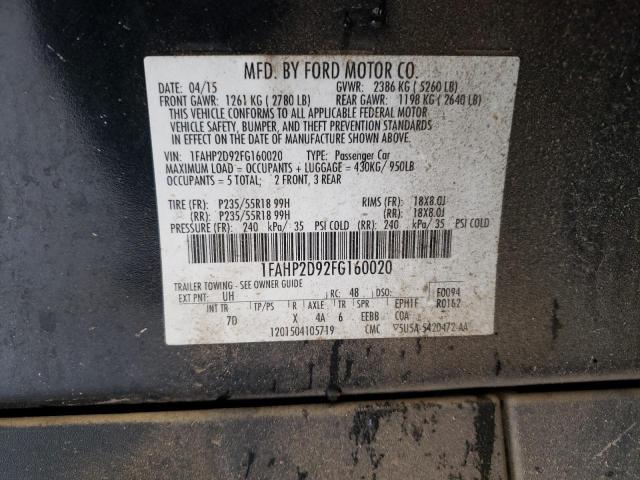 MFD. BY FORD MOTOR CO.
DATE: 04/15 GVWR: 2386 KG ( 5260 LB)
FRONT GAWR: 1261 KG ( 2780 LB) REAR GAWR: 1198 KG ( 2640 LB)
THIS VEHICLE CONFORMS TO ALL APPLICABLE FEDERAL MOTOR
VEHICLE SAFETY, BUMPER, AND THEFT PREVENTION STANDARDS
IN EFFECT ON THE DATE OF MANUFACTURE SHOWN ABOVE.
VIN: 1FAHP2D92FG160020 TYPE: Passenger Car
MAXIMUM LOAD = OCCUPANTS + LUGGAGE = 430KG/ 950LB
OCCUPANTS = 5 TOTAL; 2 FRONT, 3 REAR
TIRE (FR): P235/55R18 99H RIMS (FR): 18X8.0J
(RR): P235/55R18 99H (RR): 18X8.0J
PRESSURE (FR): 240 kPa/ 35 PSI COLD (RR): 240 kPa/ 35 PSI COLD
1FAHP2D92FG160020
TRAILER TOWING - SEE OWNER GUIDE F0094
EXT PNT: UH RC: 48 DSO: R0162
INT TR TP/PS R AXLE TR SPR EPH1F
7D X 4A 6 EEBB COA
1201504105719 CMC 5U5A-5420472-AA